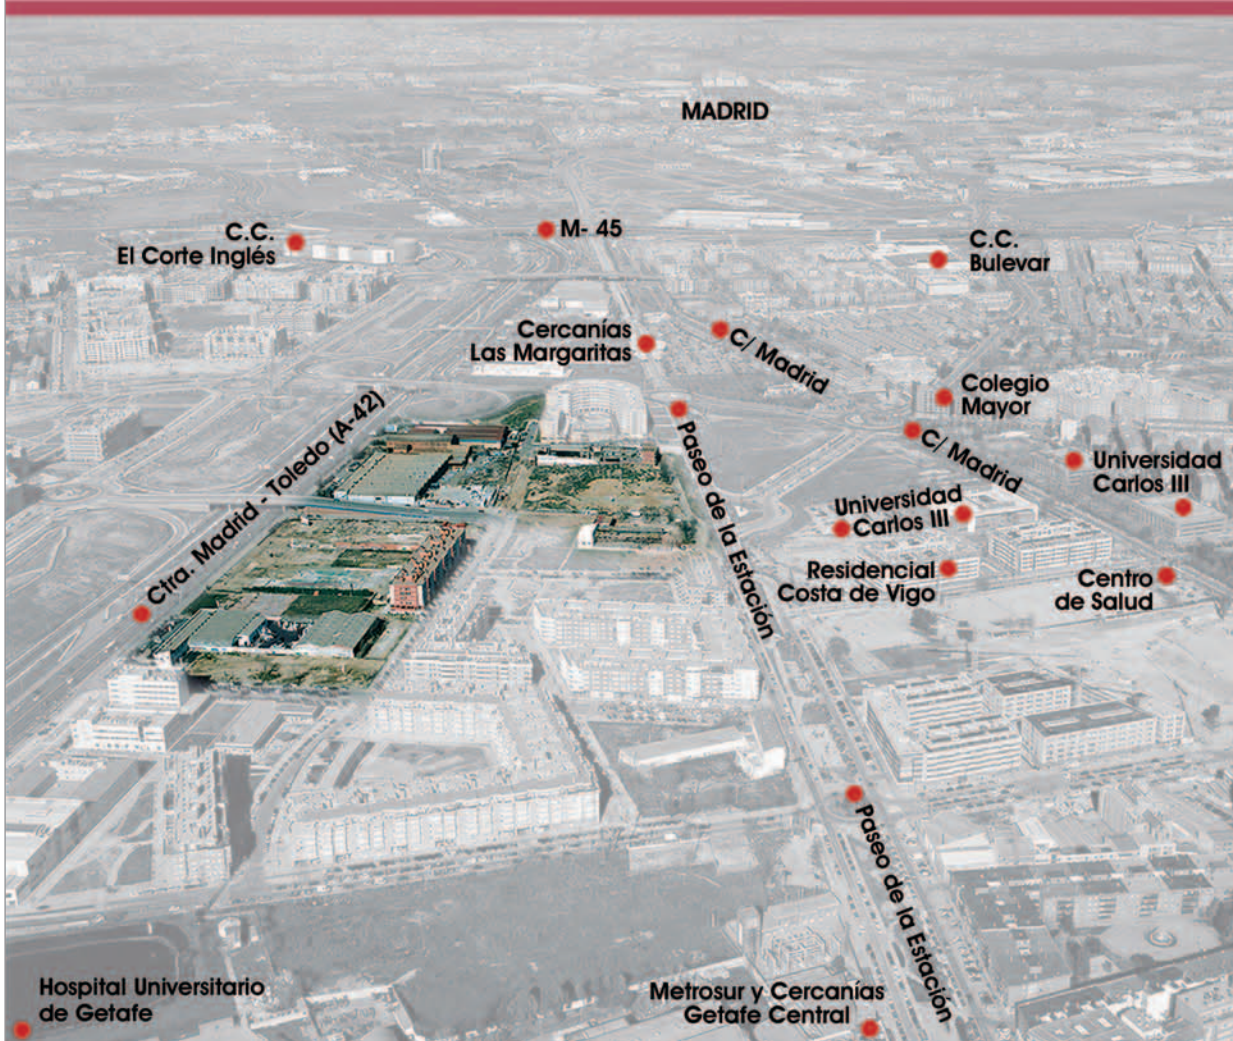 MADRID
C.C.
El Corte Inglés
M- 45
C.C.
Bulevar
Cercanías
Las Margaritas
C/ Madrid
Ctra. Madrid - Toledo (A-42)
Colegio
Mayor
Paseo de la Estación
C/ Madrid
Universidad
Carlos III
Universidad
Carlos III
Residencial
Costa de Vigo
Centro
de Salud
Paseo de la Estación
Hospital Universitario
de Getafe
Metrosur y Cercanías
Getafe Central